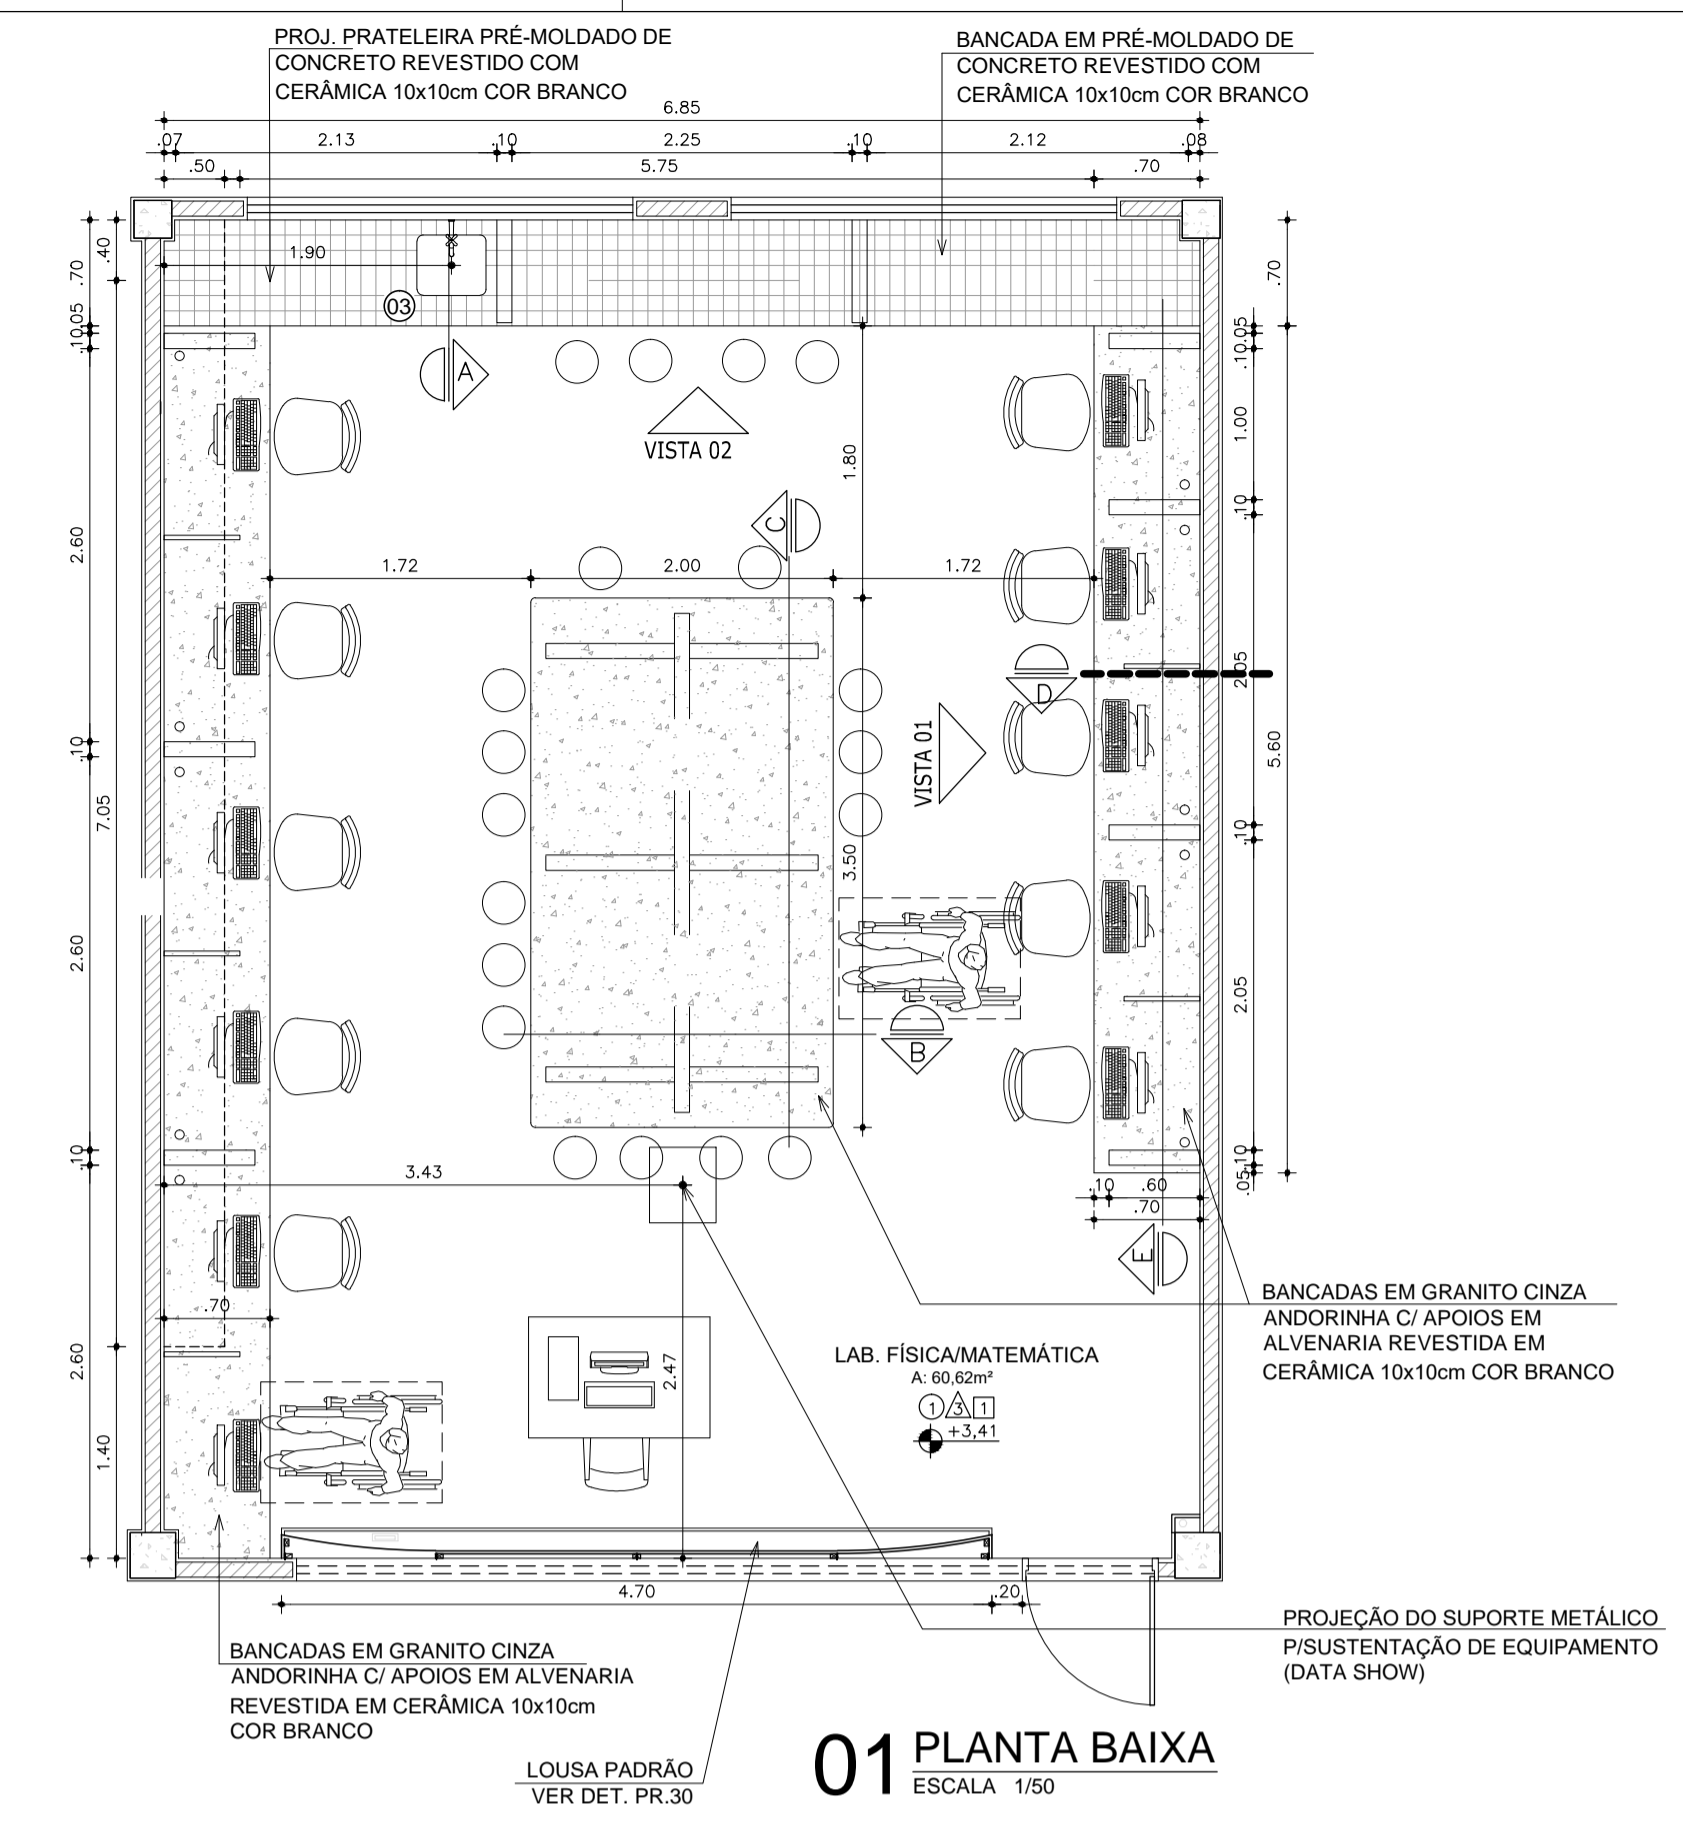 PROJ. PRATELEIRA PRÉ-MOLDADO DE
CONCRETO REVESTIDO COM
CERÂMICA 10x10cm COR BRANCO
BANCADA EM PRÉ-MOLDADO DE
CONCRETO REVESTIDO COM
CERÂMICA 10x10cm COR BRANCO
6.85
.07 2.13 .10 2.25 .10 2.12 .08
.50 5.75 .70
.70
.40
.05
.10
2.60
.10
7.05
2.60
.10
2.60
1.40
1.90
03
A
VISTA 02
C
1.80
1.72 2.00 1.72
D
VISTA 01
3.50
B
3.43
.70
2.47
.70
.05
.10
1.00
.10
2.05
5.60
.10
2.05
.10
.05
.10 .60
.70
E
LAB. FÍSICA/MATEMÁTICA
A: 60,62m²
1 3 1
+3,41
BANCADAS EM GRANITO CINZA
ANDORINHA C/ APOIOS EM
ALVENARIA REVESTIDA EM
CERÂMICA 10x10cm COR BRANCO
4.70 .20
PROJEÇÃO DO SUPORTE METÁLICO
P/SUSTENTAÇÃO DE EQUIPAMENTO
(DATA SHOW)
BANCADAS EM GRANITO CINZA
ANDORINHA C/ APOIOS EM ALVENARIA
REVESTIDA EM CERÂMICA 10x10cm
COR BRANCO
LOUSA PADRÃO
VER DET. PR.30
01 PLANTA BAIXA
ESCALA 1/50